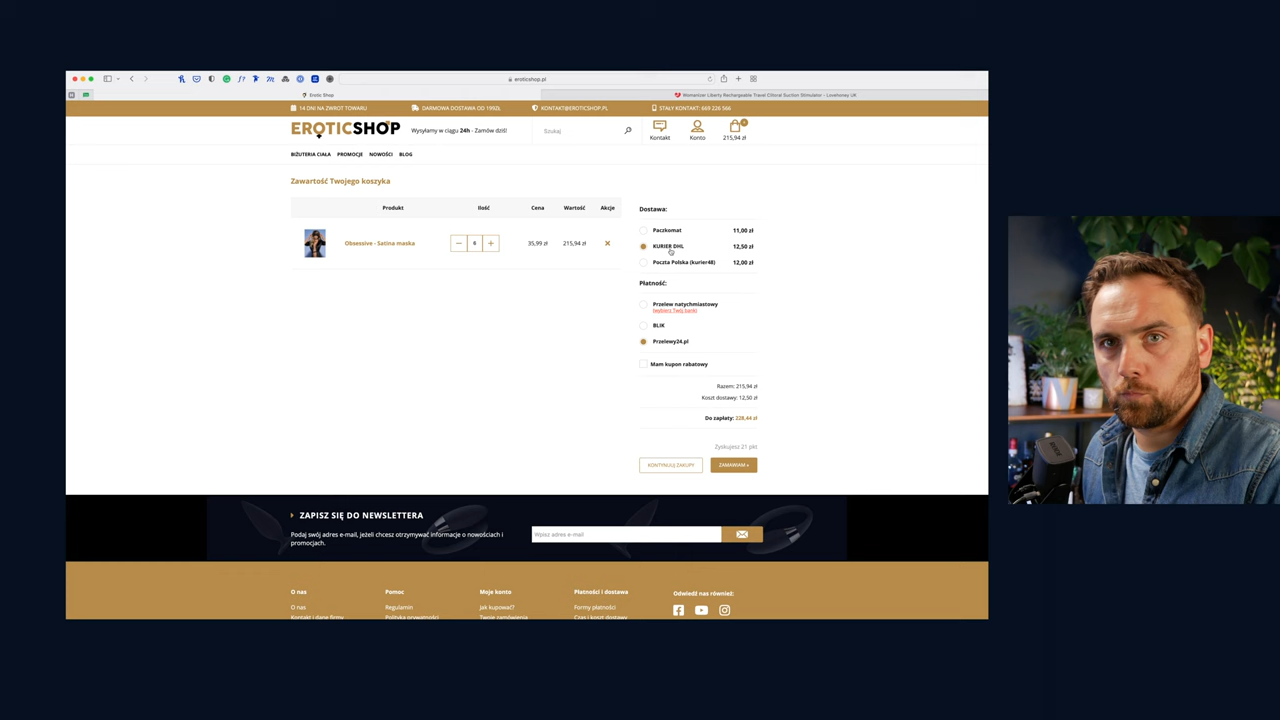 eroticshop.pl
Erotic Shop
Womanizer Liberty Rechargeable Travel Clitoral Suction Stimulator - Lovehoney UK
14 DNI NA ZWROT TOWARU
DARMOWA DOSTAWA OD 199ZŁ
KONTAKT@EROTICSHOP.PL
STAŁY KONTAKT: 669 226 566
EROTICSHOP
Wysyłamy w ciągu 24h - Zamów dziś!
Szukaj
Kontakt
Konto
215,94 zł
BIŻUTERIA CIAŁA
PROMOCJE
NOWOŚCI
BLOG
Zawartość Twojego koszyka
Produkt
Ilość
Cena
Wartość
Akcje
Obsessive - Satina maska
6
35,99 zł
215,94 zł
Dostawa:
Paczkomat 11,00 zł
KURIER DHL 12,50 zł
Poczta Polska (kurier48) 12,00 zł
Płatność:
Przelew natychmiastowy
(wybierz Twój bank)
BLIK
Przelewy24.pl
Mam kupon rabatowy
Razem: 215,94 zł
Koszt dostawy: 12,50 zł
Do zapłaty: 228,44 zł
Zyskujesz 21 pkt
KONTYNUUJ ZAKUPY
ZAMAWIAM »
ZAPISZ SIĘ DO NEWSLETTERA
Podaj swój adres e-mail, jeżeli chcesz otrzymywać informacje o nowościach i
promocjach.
Wpisz adres e-mail
O nas
Pomoc
Moje konto
Płatności i dostawa
Odwiedź nas również:
O nas
Regulamin
Jak kupować?
Formy płatności
Kontakt i dane firmy
Polityka prywatności
Twoje zamówienia
Czas i koszt dostawy